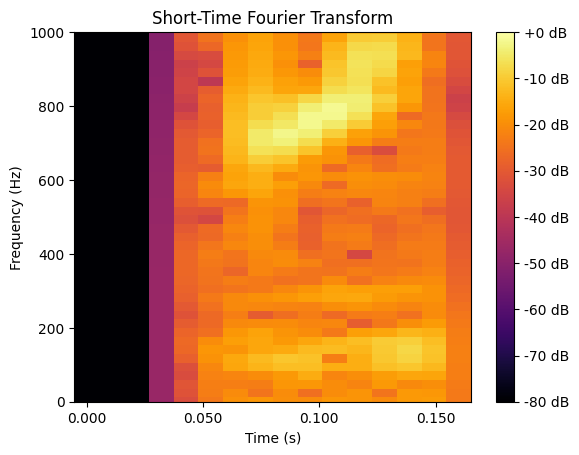 Short-Time Fourier Transform
1000
800
600
400
200
0
Frequency (Hz)
0.000
0.050
0.100
0.150
Time (s)
+0 dB
-10 dB
-20 dB
-30 dB
-40 dB
-50 dB
-60 dB
-70 dB
-80 dB